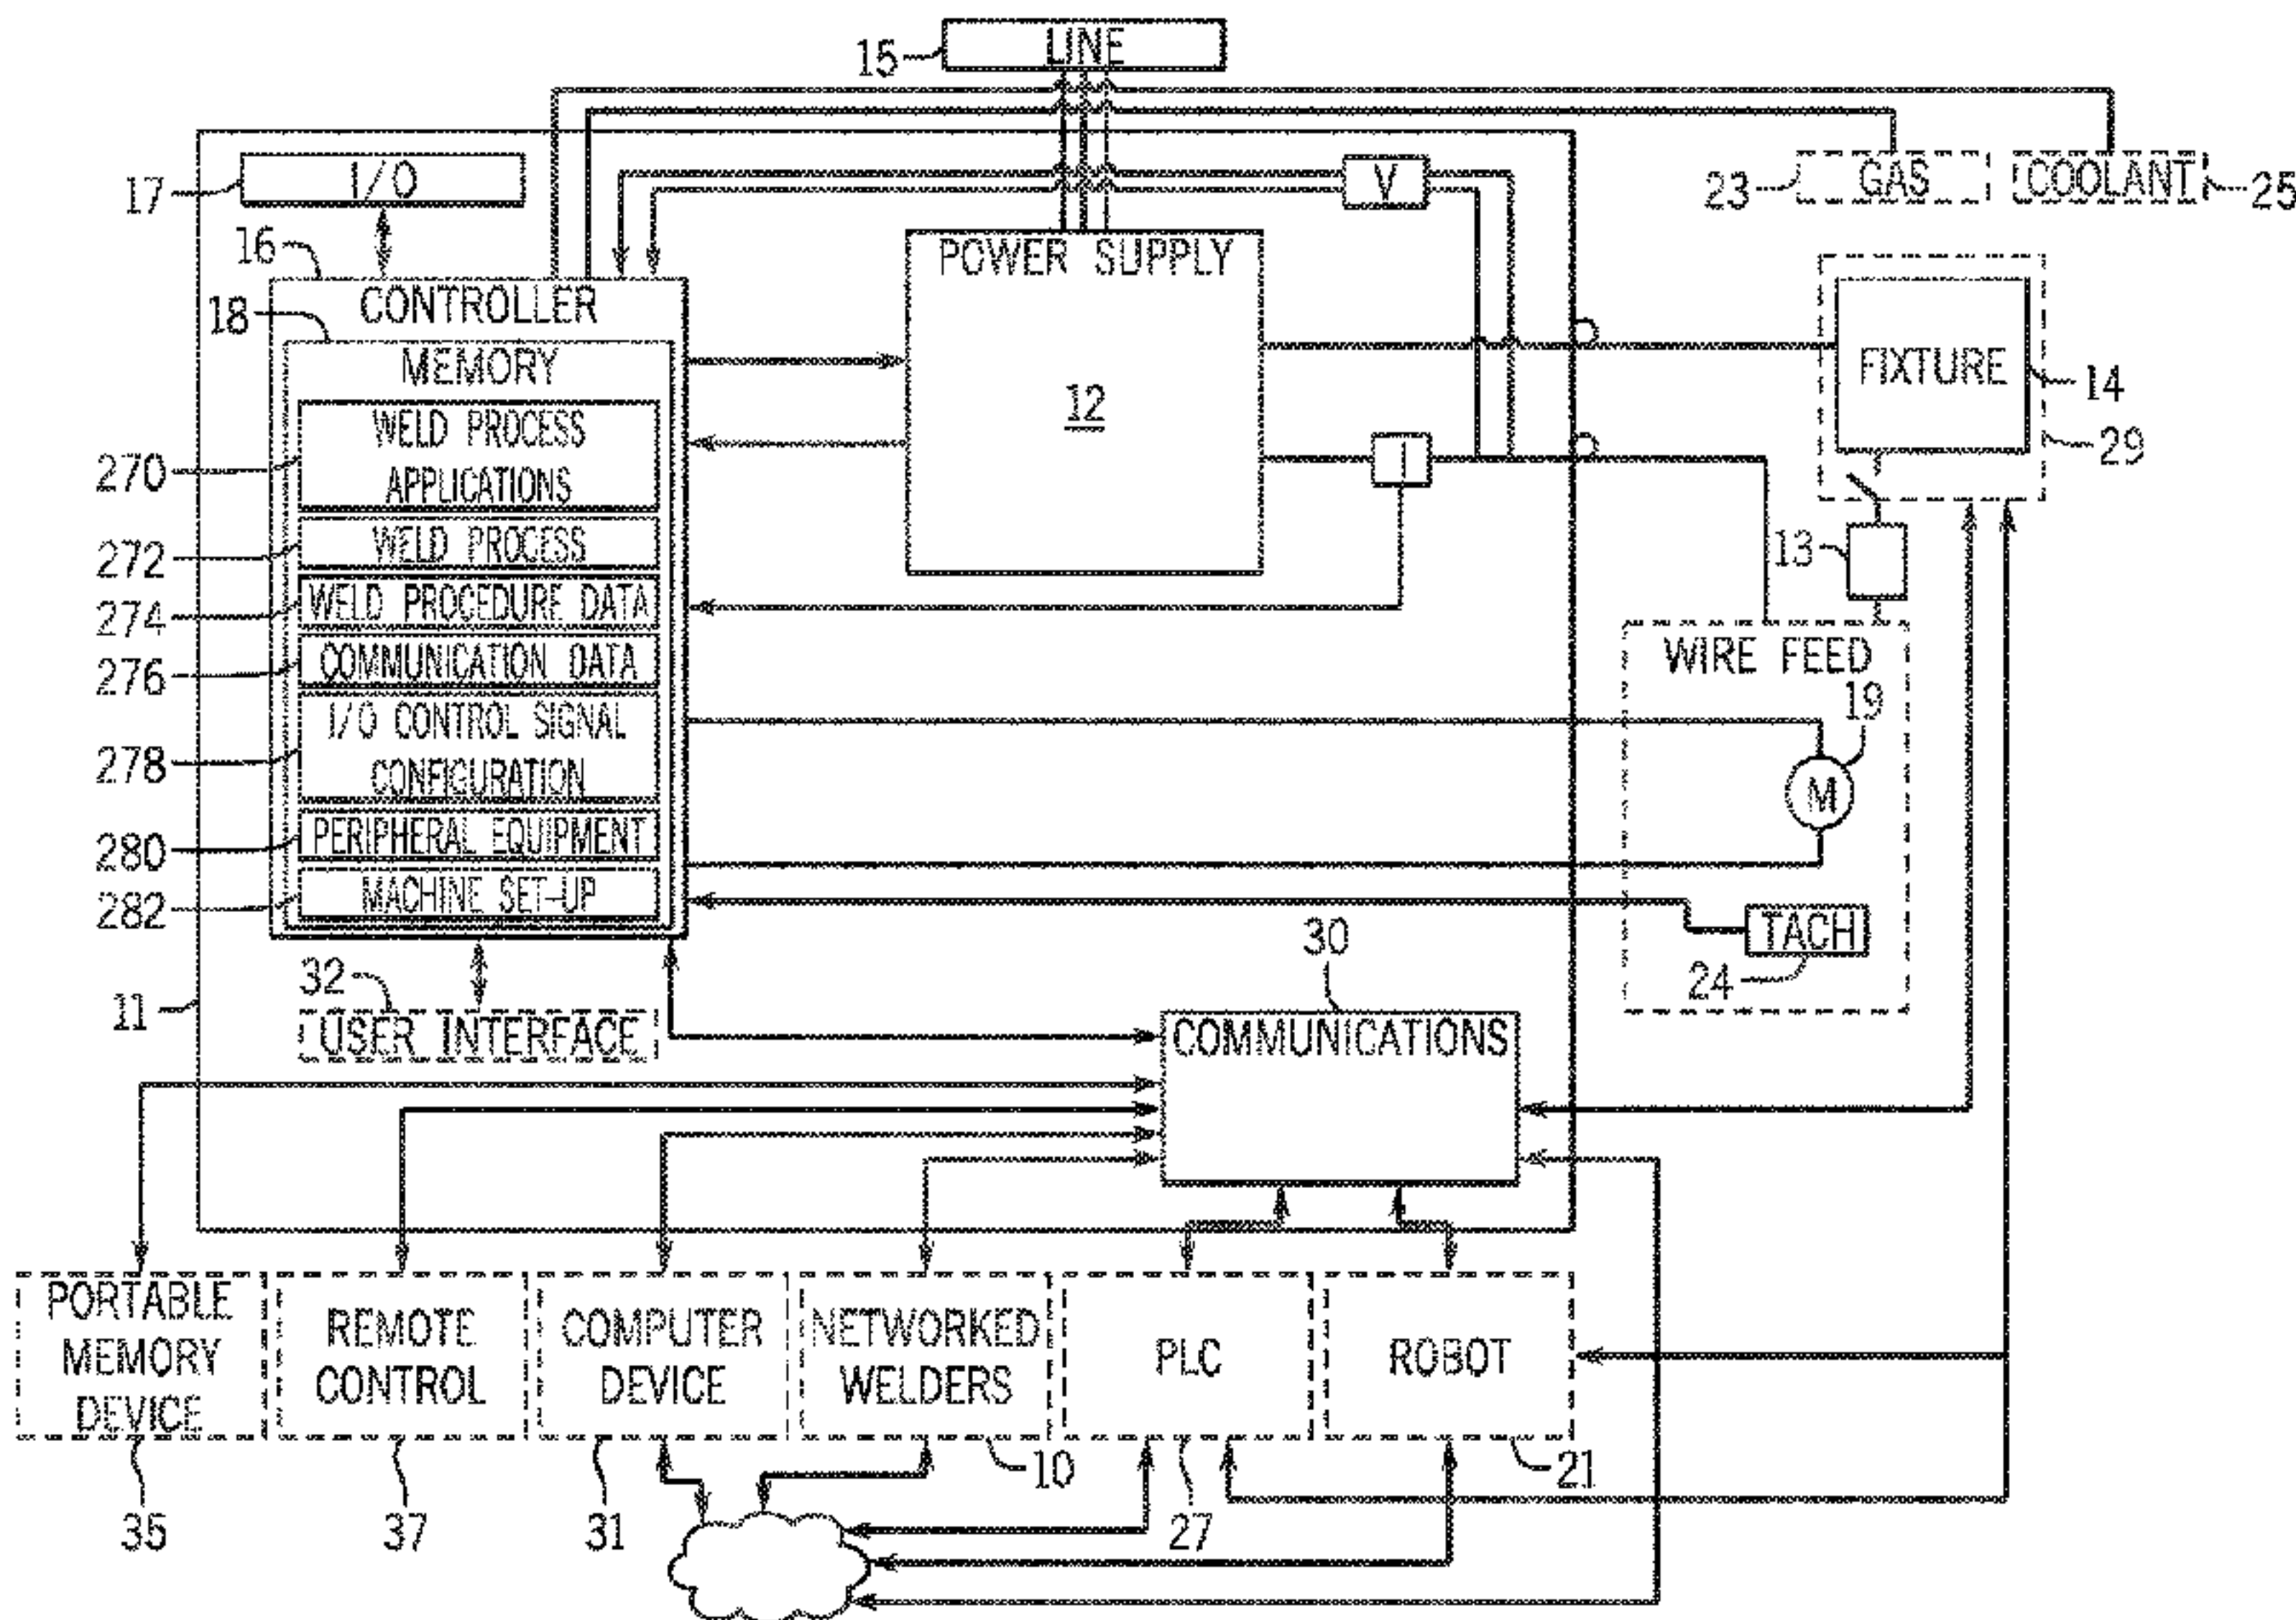 15
LINE
17
I/O
V
23
GAS
COOLANT
25
16
CONTROLLER
POWER SUPPLY
12
18
MEMORY
FIXTURE
14
29
270
WELD PROCESS
APPLICATIONS
I
272
WELD PROCESS
13
274
WELD PROCEDURE DATA
276
COMMUNICATION DATA
WIRE FEED
19
278
I/O CONTROL SIGNAL
CONFIGURATION
M
280
PERIPHERAL EQUIPMENT
282
MACHINE SET-UP
TACH
24
11
32
USER INTERFACE
30
COMMUNICATIONS
PORTABLE
MEMORY
DEVICE
REMOTE
CONTROL
COMPUTER
DEVICE
NETWORKED
WELDERS
PLC
ROBOT
35
37
31
10
27
21